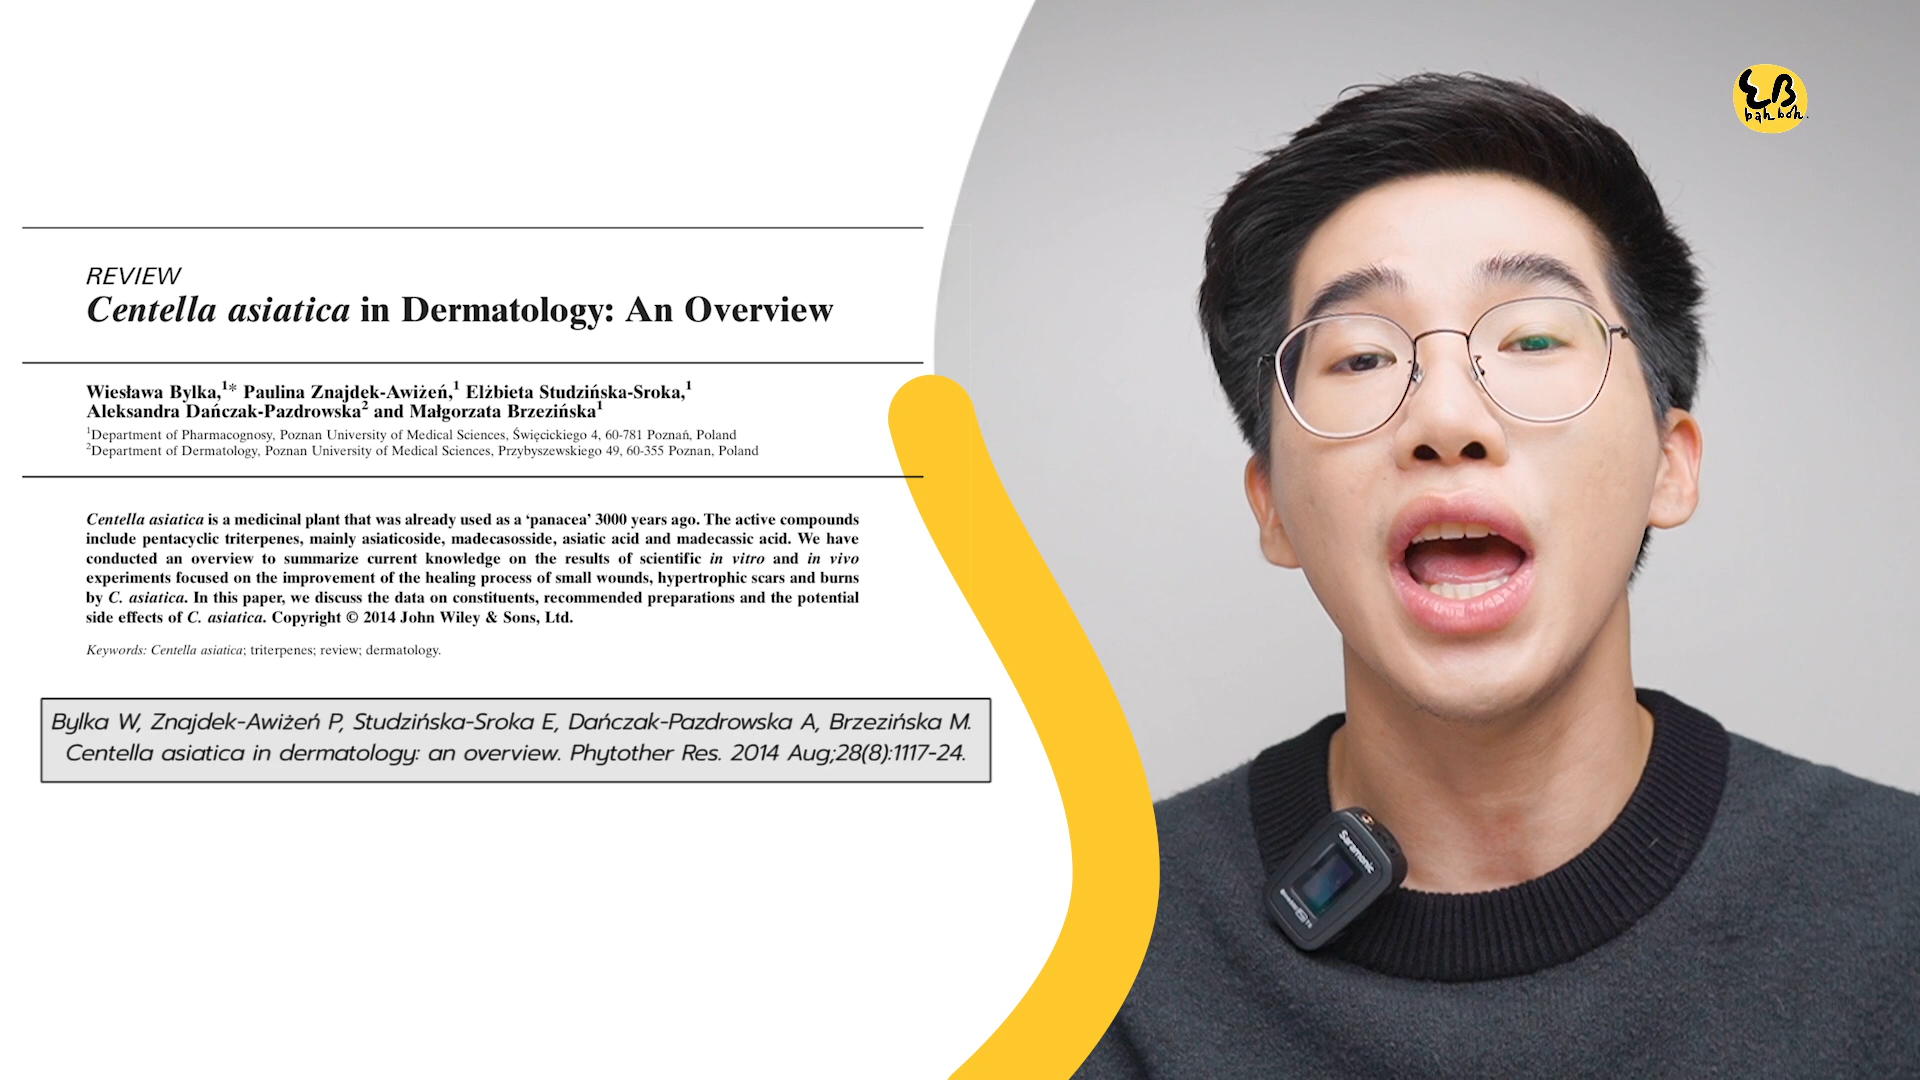 REVIEW
Centella asiatica in Dermatology: An Overview
Wiesława Bylka,1* Paulina Znajdek-Awiżeń,1 Elżbieta Studzińska-Sroka,1
Aleksandra Dańczak-Pazdrowska2 and Małgorzata Brzezińska1
1Department of Pharmacognosy, Poznan University of Medical Sciences, Święcickiego 4, 60-781 Poznań, Poland
2Department of Dermatology, Poznan University of Medical Sciences, Przybyszewskiego 49, 60-355 Poznan, Poland
Centella asiatica is a medicinal plant that was already used as a ‘panacea’ 3000 years ago. The active compounds
include pentacyclic triterpenes, mainly asiaticoside, madecasosside, asiatic acid and madecassic acid. We have
conducted an overview to summarize current knowledge on the results of scientific in vitro and in vivo
experiments focused on the improvement of the healing process of small wounds, hypertrophic scars and burns
by C. asiatica. In this paper, we discuss the data on constituents, recommended preparations and the potential
side effects of C. asiatica. Copyright © 2014 John Wiley & Sons, Ltd.
Keywords: Centella asiatica; triterpenes; review; dermatology.
Bylka W, Znajdek-Awiżeń P, Studzińska-Sroka E, Dańczak-Pazdrowska A, Brzezińska M.
Centella asiatica in dermatology: an overview. Phytother Res. 2014 Aug;28(8):1117-24.
bah boh.
Saramonic